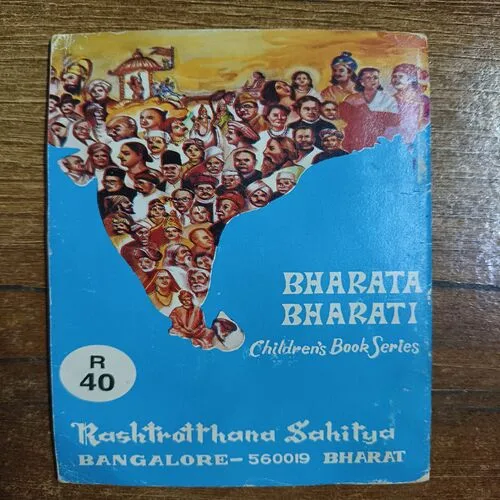 BHARATA
BHARATI
Children's Book Series
R
40
Rashtrotthana Sahitya
BANGALORE - 560019 BHARAT